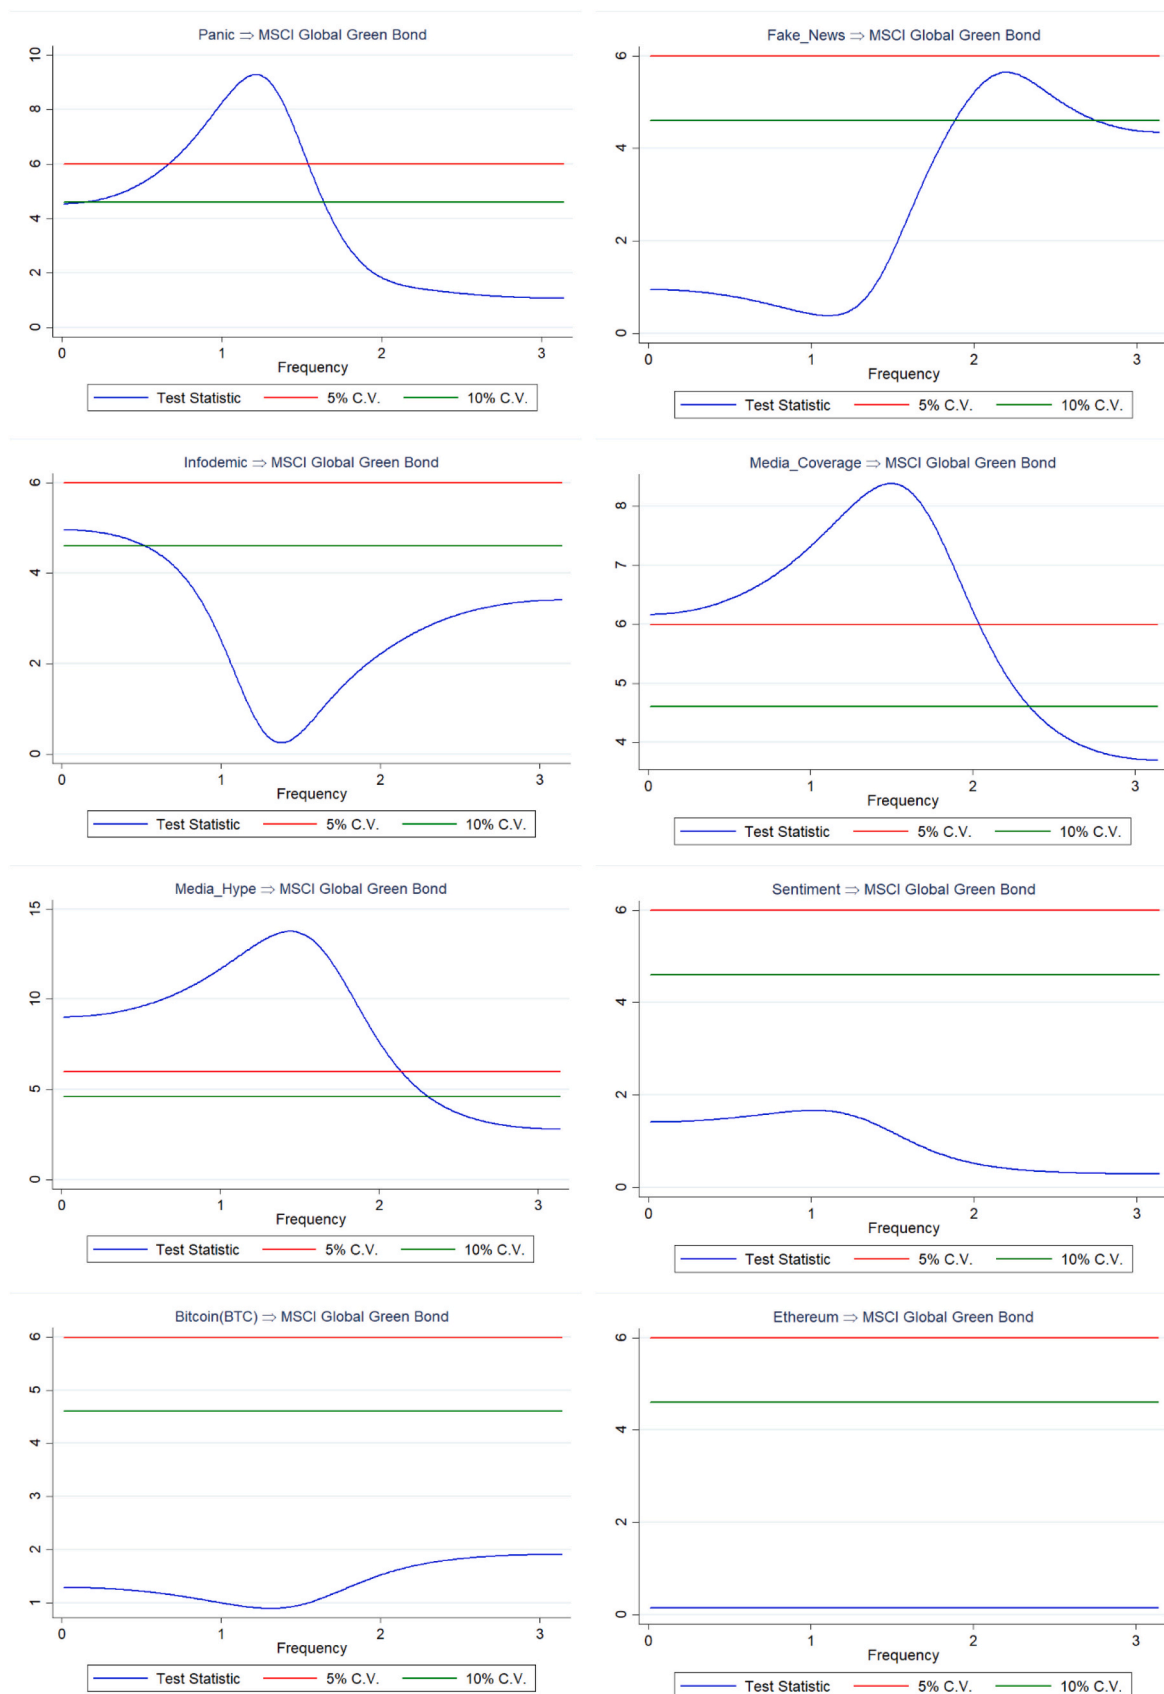 Panic ⇒ MSCI Global Green Bond
10
8
6
4
2
0
0 1 2 3
Frequency
Test Statistic 5% C.V. 10% C.V.
Fake_News ⇒ MSCI Global Green Bond
6
4
2
0
0 1 2 3
Frequency
Test Statistic 5% C.V. 10% C.V.
Infodemic ⇒ MSCI Global Green Bond
6
4
2
0
0 1 2 3
Frequency
Test Statistic 5% C.V. 10% C.V.
Media_Coverage ⇒ MSCI Global Green Bond
8
7
6
5
4
0 1 2 3
Frequency
Test Statistic 5% C.V. 10% C.V.
Media_Hype ⇒ MSCI Global Green Bond
15
10
5
0
0 1 2 3
Frequency
Test Statistic 5% C.V. 10% C.V.
Sentiment ⇒ MSCI Global Green Bond
6
4
2
0
0 1 2 3
Frequency
Test Statistic 5% C.V. 10% C.V.
Bitcoin(BTC) ⇒ MSCI Global Green Bond
6
5
4
3
2
1
0 1 2 3
Frequency
Test Statistic 5% C.V. 10% C.V.
Ethereum ⇒ MSCI Global Green Bond
6
4
2
0
0 1 2 3
Frequency
Test Statistic 5% C.V. 10% C.V.